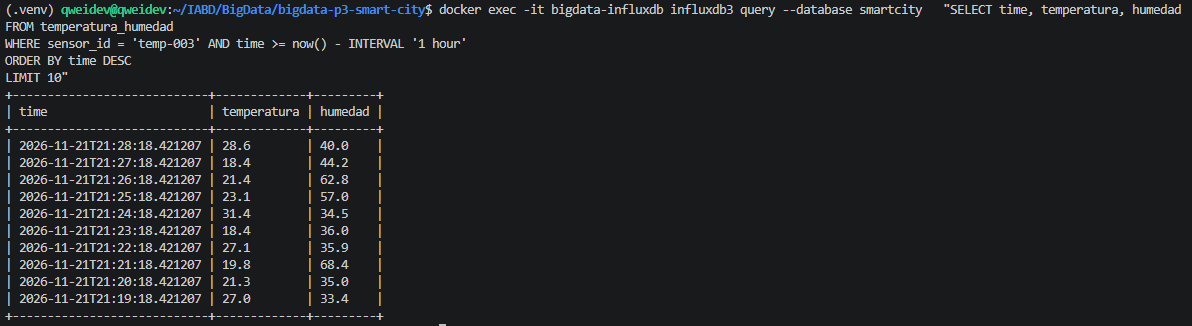 (.venv) qweidev@qweidev:~/IABD/BigData/bigdata-p3-smart-city$ docker exec -it bigdata-influxdb influxdb3 query --database smartcity   "SELECT time, temperatura, humedad
FROM temperatura_humedad
WHERE sensor_id = 'temp-003' AND time >= now() - INTERVAL '1 hour'
ORDER BY time DESC
LIMIT 10"
+----------------------------+-------------+---------+
| time                       | temperatura | humedad |
+----------------------------+-------------+---------+
| 2026-11-21T21:28:18.421207 | 28.6        | 40.0    |
| 2026-11-21T21:27:18.421207 | 18.4        | 44.2    |
| 2026-11-21T21:26:18.421207 | 21.4        | 62.8    |
| 2026-11-21T21:25:18.421207 | 23.1        | 57.0    |
| 2026-11-21T21:24:18.421207 | 31.4        | 34.5    |
| 2026-11-21T21:23:18.421207 | 18.4        | 36.0    |
| 2026-11-21T21:22:18.421207 | 27.1        | 35.9    |
| 2026-11-21T21:21:18.421207 | 19.8        | 68.4    |
| 2026-11-21T21:20:18.421207 | 21.3        | 35.0    |
| 2026-11-21T21:19:18.421207 | 27.0        | 33.4    |
+----------------------------+-------------+---------+